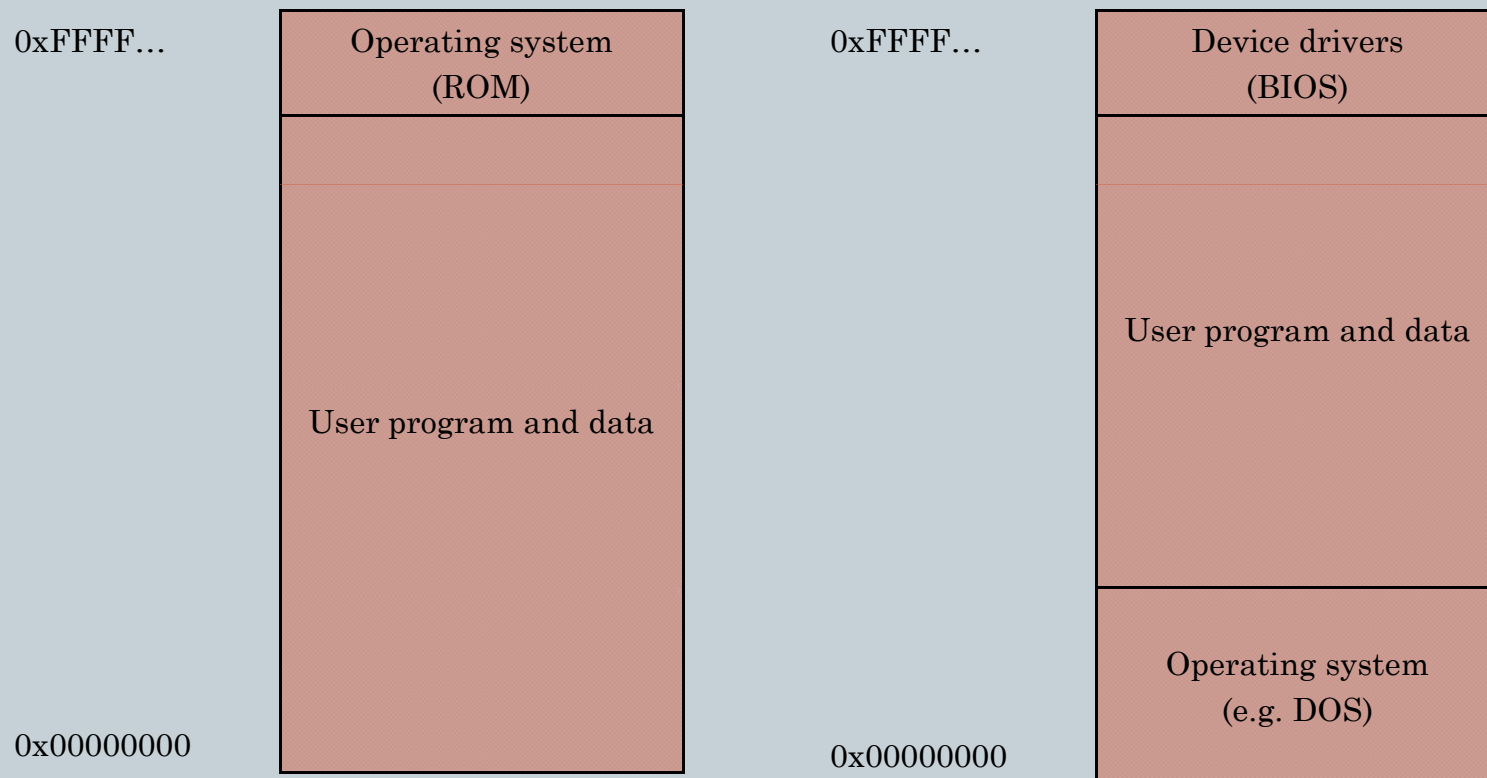 0xFFFF…
Operating system
(ROM)
User program and data
0x00000000
0xFFFF…
Device drivers
(BIOS)
User program and data
Operating system
(e.g. DOS)
0x00000000